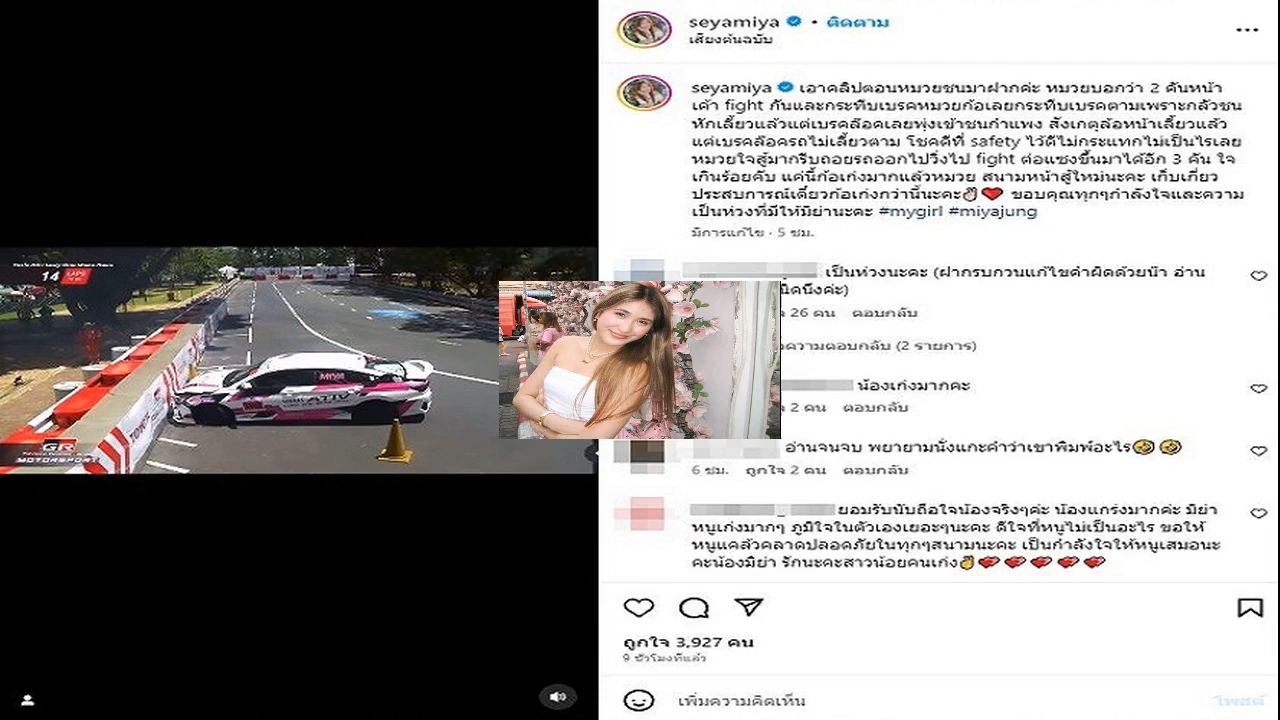 seyamiya • ติดตาม
เสียงต้นฉบับ
seyamiya เอาคลิปตอนหมวยชนมาฝากค่ะ หมวยบอกว่า 2 คันหน้า
เค้า fight กันและกระทืบเบรคหมวยก้อเลยกระทืบเบรคตามเพราะกลัวชน
หักเลี้ยวแล้วแต่เบรคล๊อคเลยพุ่งเข้าชนกำแพง สังเกตุล้อหน้าเลี้ยวแล้ว
แต่เบรคล๊อครถไม่เลี้ยวตาม โชคดีที่ safety ไว้ดีไม่กระแทกไม่เป็นไรเลย
หมวยใจสู้มากรีบถอยรถออกไปวิ่งไป fight ต่อแซงขึ้นมาได้อีก 3 คัน ใจ
เกินร้อยคับ แค่นี้ก้อเก่งมากแล้วหมวย สนามหน้าสู้ใหม่นะคะ เก็บเกี่ยว
ประสบการณ์เดี๋ยวก้อเก่งกว่านี้นะคะ✌❤ ขอบคุณทุกๆกำลังใจและความ
เป็นห่วงที่มีให้มิย่านะคะ #mygirl #miyajung
มีการแก้ไข · 5 ชม.
เป็นห่วงนะคะ (ฝากรบกวนแก้ไขคำผิดด้วยน้า อ่าน
นิดนึงค่ะ)
26 คน ตอบกลับ
ความตอบกลับ (2 รายการ)
น้องเก่งมากคะ
2 คน ตอบกลับ
อ่านจนจบ พยายามนั่งแกะคำว่าเขาพิมพ์อะไร🤣🤣
6 ชม. ถูกใจ 2 คน ตอบกลับ
ยอมรับนับถือใจน้องจริงๆค่ะ น้องแกร่งมากค่ะ มิย่า
หนูเก่งมากๆ ภูมิใจในตัวเองเยอะๆนะคะ ดีใจที่หนูไม่เป็นอะไร ขอให้
หนูแคล้วคลาดปลอดภัยในทุกๆสนามนะคะ เป็นกำลังใจให้หนูเสมอนะ
คะน้องมิย่า รักนะคะสาวน้อยคนเก่ง
ถูกใจ 3,927 คน
9 ชั่วโมงที่แล้ว
เพิ่มความคิดเห็น
โพสต์
14 LAPS
MIYA
ATIV
GR
MOTORSPORT